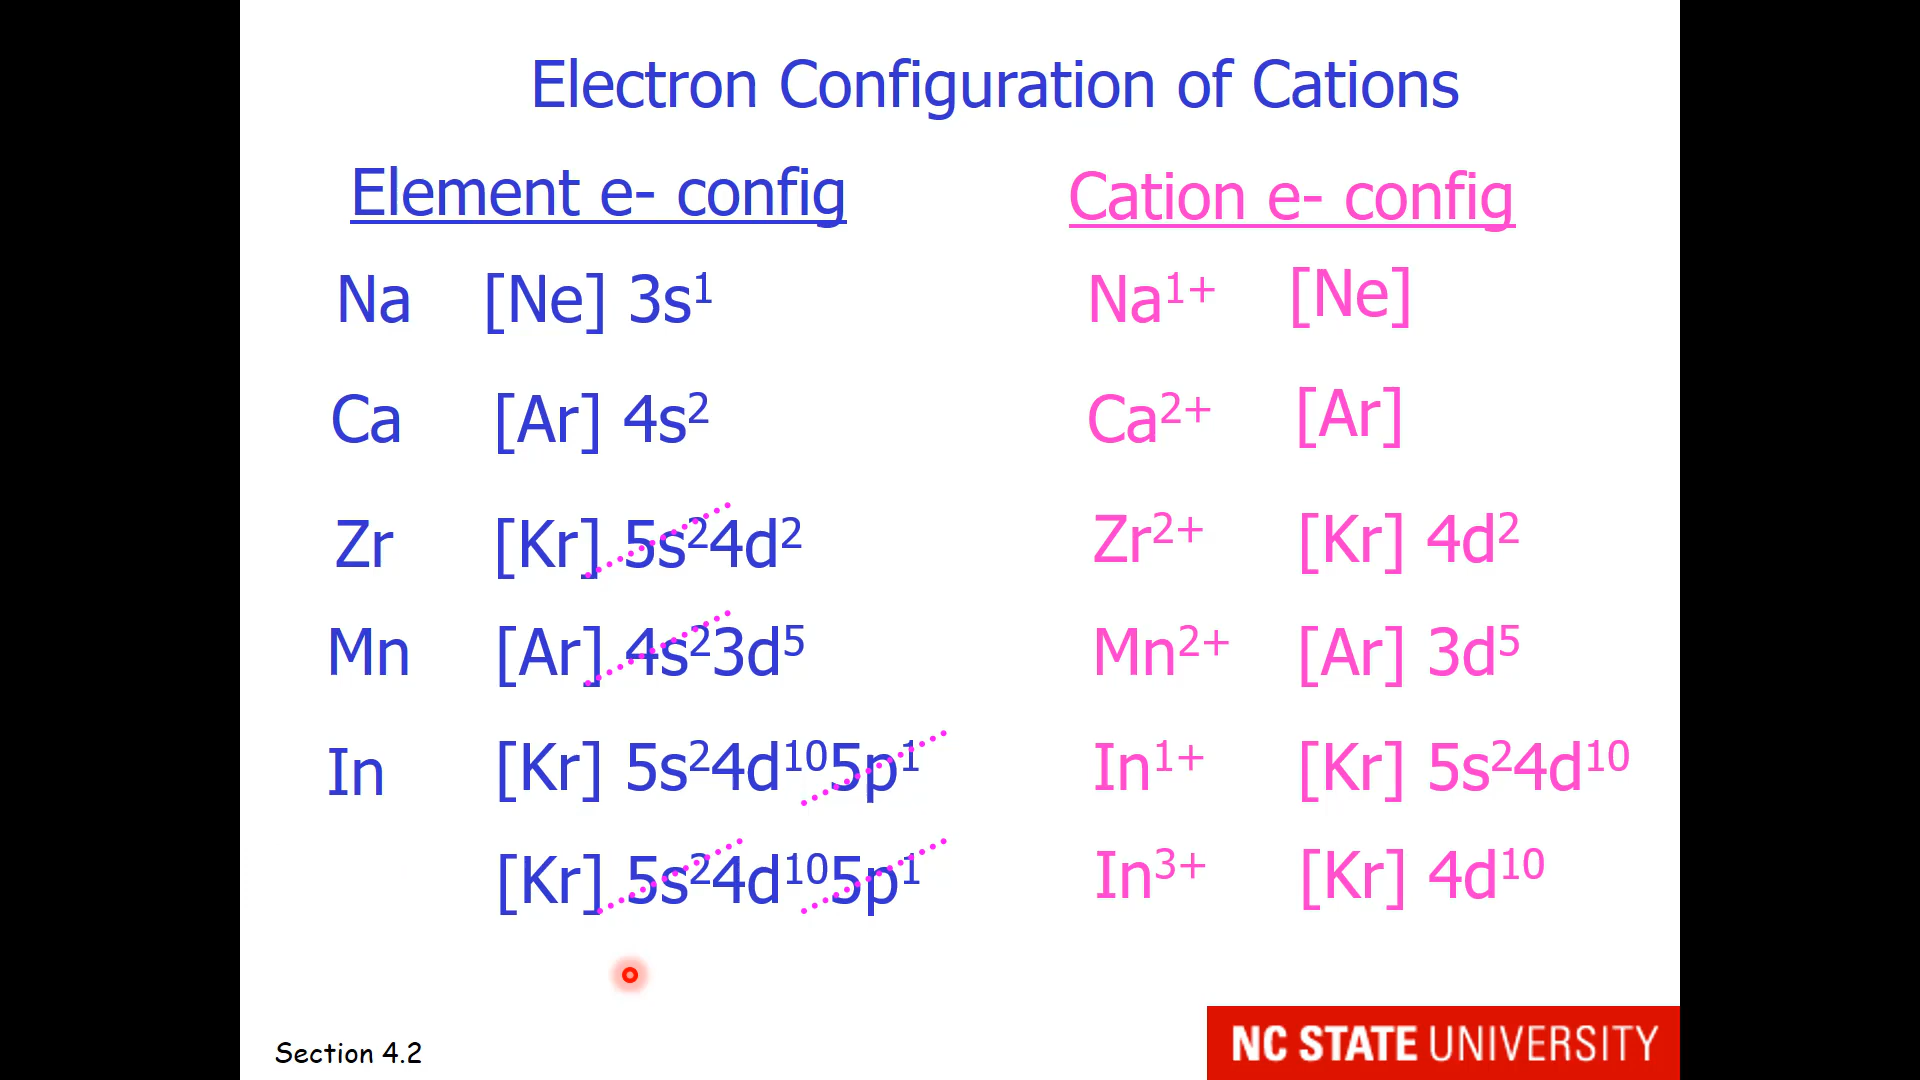 Electron Configuration of Cations
Element e- config Cation e- config
Na [Ne] 3s¹ Na¹⁺ [Ne]
Ca [Ar] 4s² Ca²⁺ [Ar]
Zr [Kr] 5s²4d² Zr²⁺ [Kr] 4d²
Mn [Ar] 4s²3d⁵ Mn²⁺ [Ar] 3d⁵
In [Kr] 5s²4d¹⁰5p¹ In¹⁺ [Kr] 5s²4d¹⁰
[Kr] 5s²4d¹⁰5p¹ In³⁺ [Kr] 4d¹⁰
Section 4.2
NC STATE UNIVERSITY